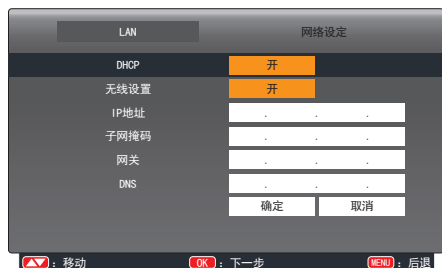 LAN 网络设定
DHCP 开
无线设置 开
IP地址 . . .
子网掩码 . . .
网关 . . .
DNS . . .
确定 取消
▲▼：移动 OK：下一步 MENU：后退